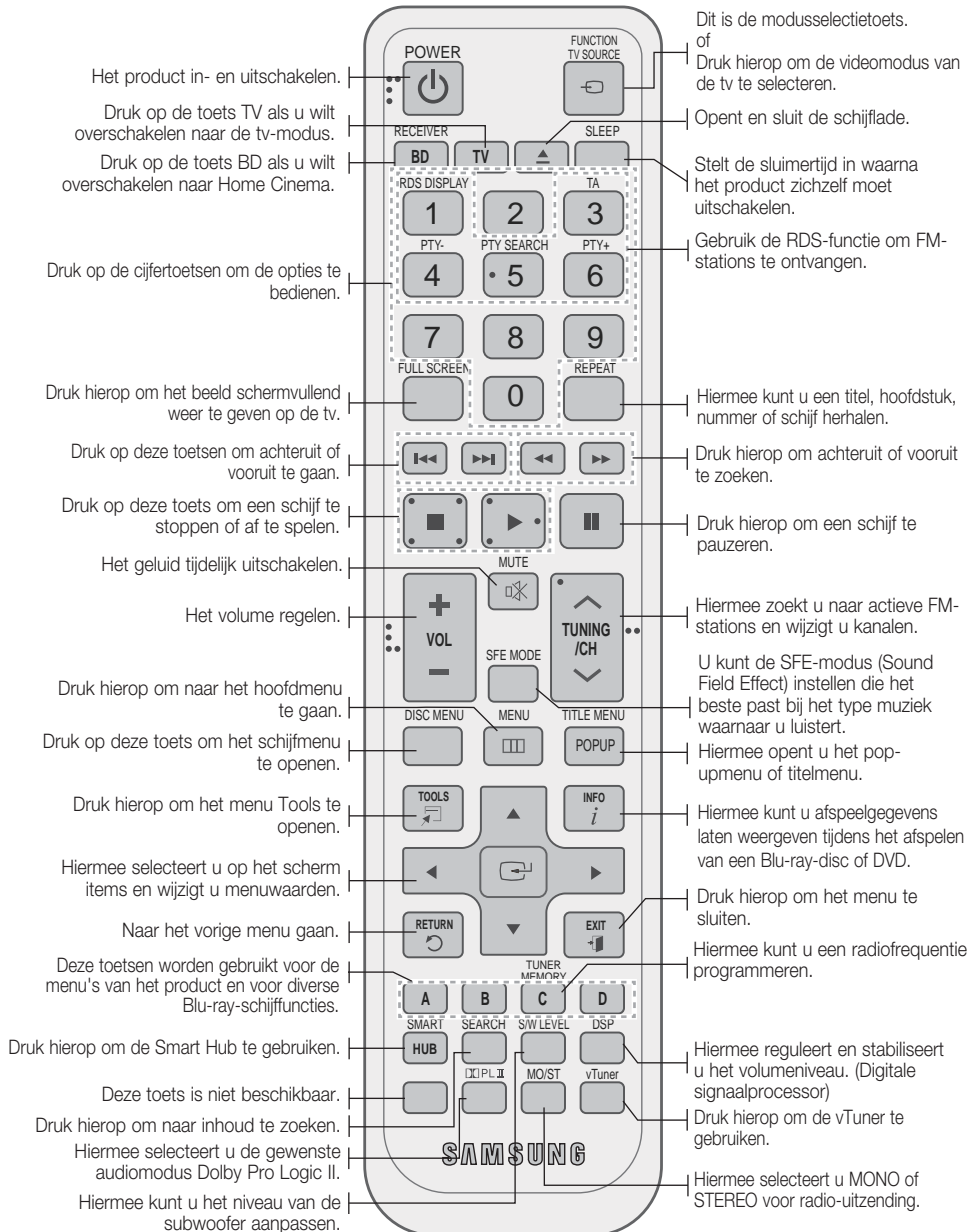 Het product in- en uitschakelen.
Druk op de toets TV als u wilt
overschakelen naar de tv-modus.
Druk op de toets BD als u wilt
overschakelen naar Home Cinema.
Druk op de cijfertoetsen om de opties te
bedienen.
Druk hierop om het beeld schermvullend
weer te geven op de tv.
Druk op deze toetsen om achteruit of
vooruit te gaan.
Druk op deze toets om een schijf te
stoppen of af te spelen.
Het geluid tijdelijk uitschakelen.
Het volume regelen.
Druk hierop om naar het hoofdmenu
te gaan.
Druk op deze toets om het schijfmenu
te openen.
Druk hierop om het menu Tools te
openen.
Hiermee selecteert u op het scherm
items en wijzigt u menuwaarden.
Naar het vorige menu gaan.
Deze toetsen worden gebruikt voor de
menu's van het product en voor diverse
Blu-ray-schijffuncties.
Druk hierop om de Smart Hub te gebruiken.
Deze toets is niet beschikbaar.
Druk hierop om naar inhoud te zoeken.
Hiermee selecteert u de gewenste
audiomodus Dolby Pro Logic II.
Hiermee kunt u het niveau van de
subwoofer aanpassen.
POWER
FUNCTION
TV SOURCE
RECEIVER
SLEEP
BD
TV
RDS DISPLAY
TA
1
2
3
PTY-
PTY SEARCH
PTY+
4
5
6
7
8
9
FULL SCREEN
REPEAT
0
MUTE
VOL
TUNING
/CH
SFE MODE
DISC MENU
MENU
TITLE MENU
POPUP
TOOLS
INFO
i
RETURN
EXIT
TUNER
MEMORY
A
B
C
D
SMART
SEARCH
S/W LEVEL
DSP
HUB
PL II
MO/ST
vTuner
SAMSUNG
Dit is de modusselectietoets.
of
Druk hierop om de videomodus van
de tv te selecteren.
Opent en sluit de schijflade.
Stelt de sluimertijd in waarna
het product zichzelf moet
uitschakelen.
Gebruik de RDS-functie om FM-
stations te ontvangen.
Hiermee kunt u een titel, hoofdstuk,
nummer of schijf herhalen.
Druk hierop om achteruit of vooruit
te zoeken.
Druk hierop om een schijf te
pauzeren.
Hiermee zoekt u naar actieve FM-
stations en wijzigt u kanalen.
U kunt de SFE-modus (Sound
Field Effect) instellen die het
beste past bij het type muziek
waarnaar u luistert.
Hiermee opent u het pop-
upmenu of titelmenu.
Hiermee kunt u afspeelgegevens
laten weergeven tijdens het afspelen
van een Blu-ray-disc of DVD.
Druk hierop om het menu te
sluiten.
Hiermee kunt u een radiofrequentie
programmeren.
Hiermee reguleert en stabiliseert
u het volumeniveau. (Digitale
signaalprocessor)
Druk hierop om de vTuner te
gebruiken.
Hiermee selecteert u MONO of
STEREO voor radio-uitzending.